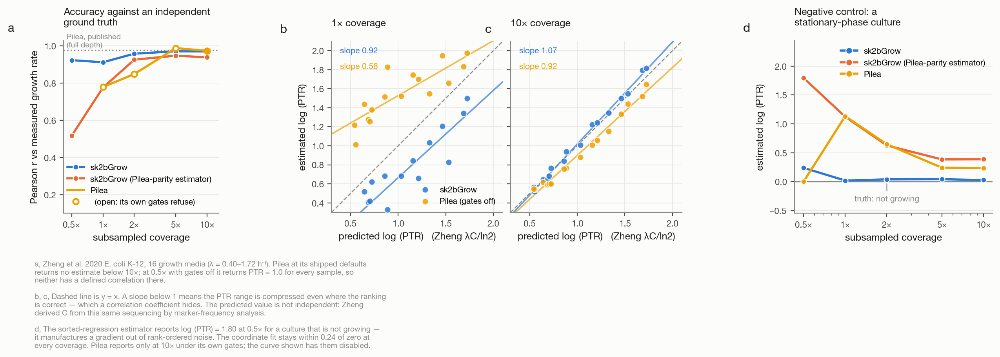 Accuracy against an independent
ground truth
a
Pilea, published
(full depth)
1.0
0.8
0.6
0.4
0.2
Pearson r vs measured growth rate
sk2bGrow
sk2bGrow (Pilea-parity estimator)
Pilea
(open: its own gates refuse)
0.5×
1×
2×
5×
10×
subsampled coverage
b
1× coverage
slope 0.92
slope 0.58
2.0
1.8
1.6
1.4
1.2
1.0
0.8
0.6
0.4
estimated log (PTR)
sk2bGrow
Pilea (gates off)
0.5
1.0
1.5
2.0
predicted log (PTR) (Zheng λC/ln2)
c
10× coverage
slope 1.07
slope 0.92
0.5
1.0
1.5
2.0
predicted log (PTR) (Zheng λC/ln2)
Negative control: a
stationary-phase culture
d
sk2bGrow
sk2bGrow (Pilea-parity estimator)
Pilea
2.0
1.5
1.0
0.5
0.0
−0.5
estimated log (PTR)
truth: not growing
0.5×
1×
2×
5×
10×
subsampled coverage
a, Zheng et al. 2020 E. coli K-12, 16 growth media (λ = 0.40–1.72 h⁻¹). Pilea at its shipped defaults
returns no estimate below 10×; at 0.5× with gates off it returns PTR = 1.0 for every sample, so
neither has a defined correlation there.
b, c, Dashed line is y = x. A slope below 1 means the PTR range is compressed even where the ranking
is correct — which a correlation coefficient hides. The predicted value is not independent: Zheng
derived C from this same sequencing by marker-frequency analysis.
d, The sorted-regression estimator reports log (PTR) = 1.80 at 0.5× for a culture that is not growing —
it manufactures a gradient out of rank-ordered noise. The coordinate fit stays within 0.24 of zero at
every coverage. Pilea reports only at 10× under its own gates; the curve shown has them disabled.